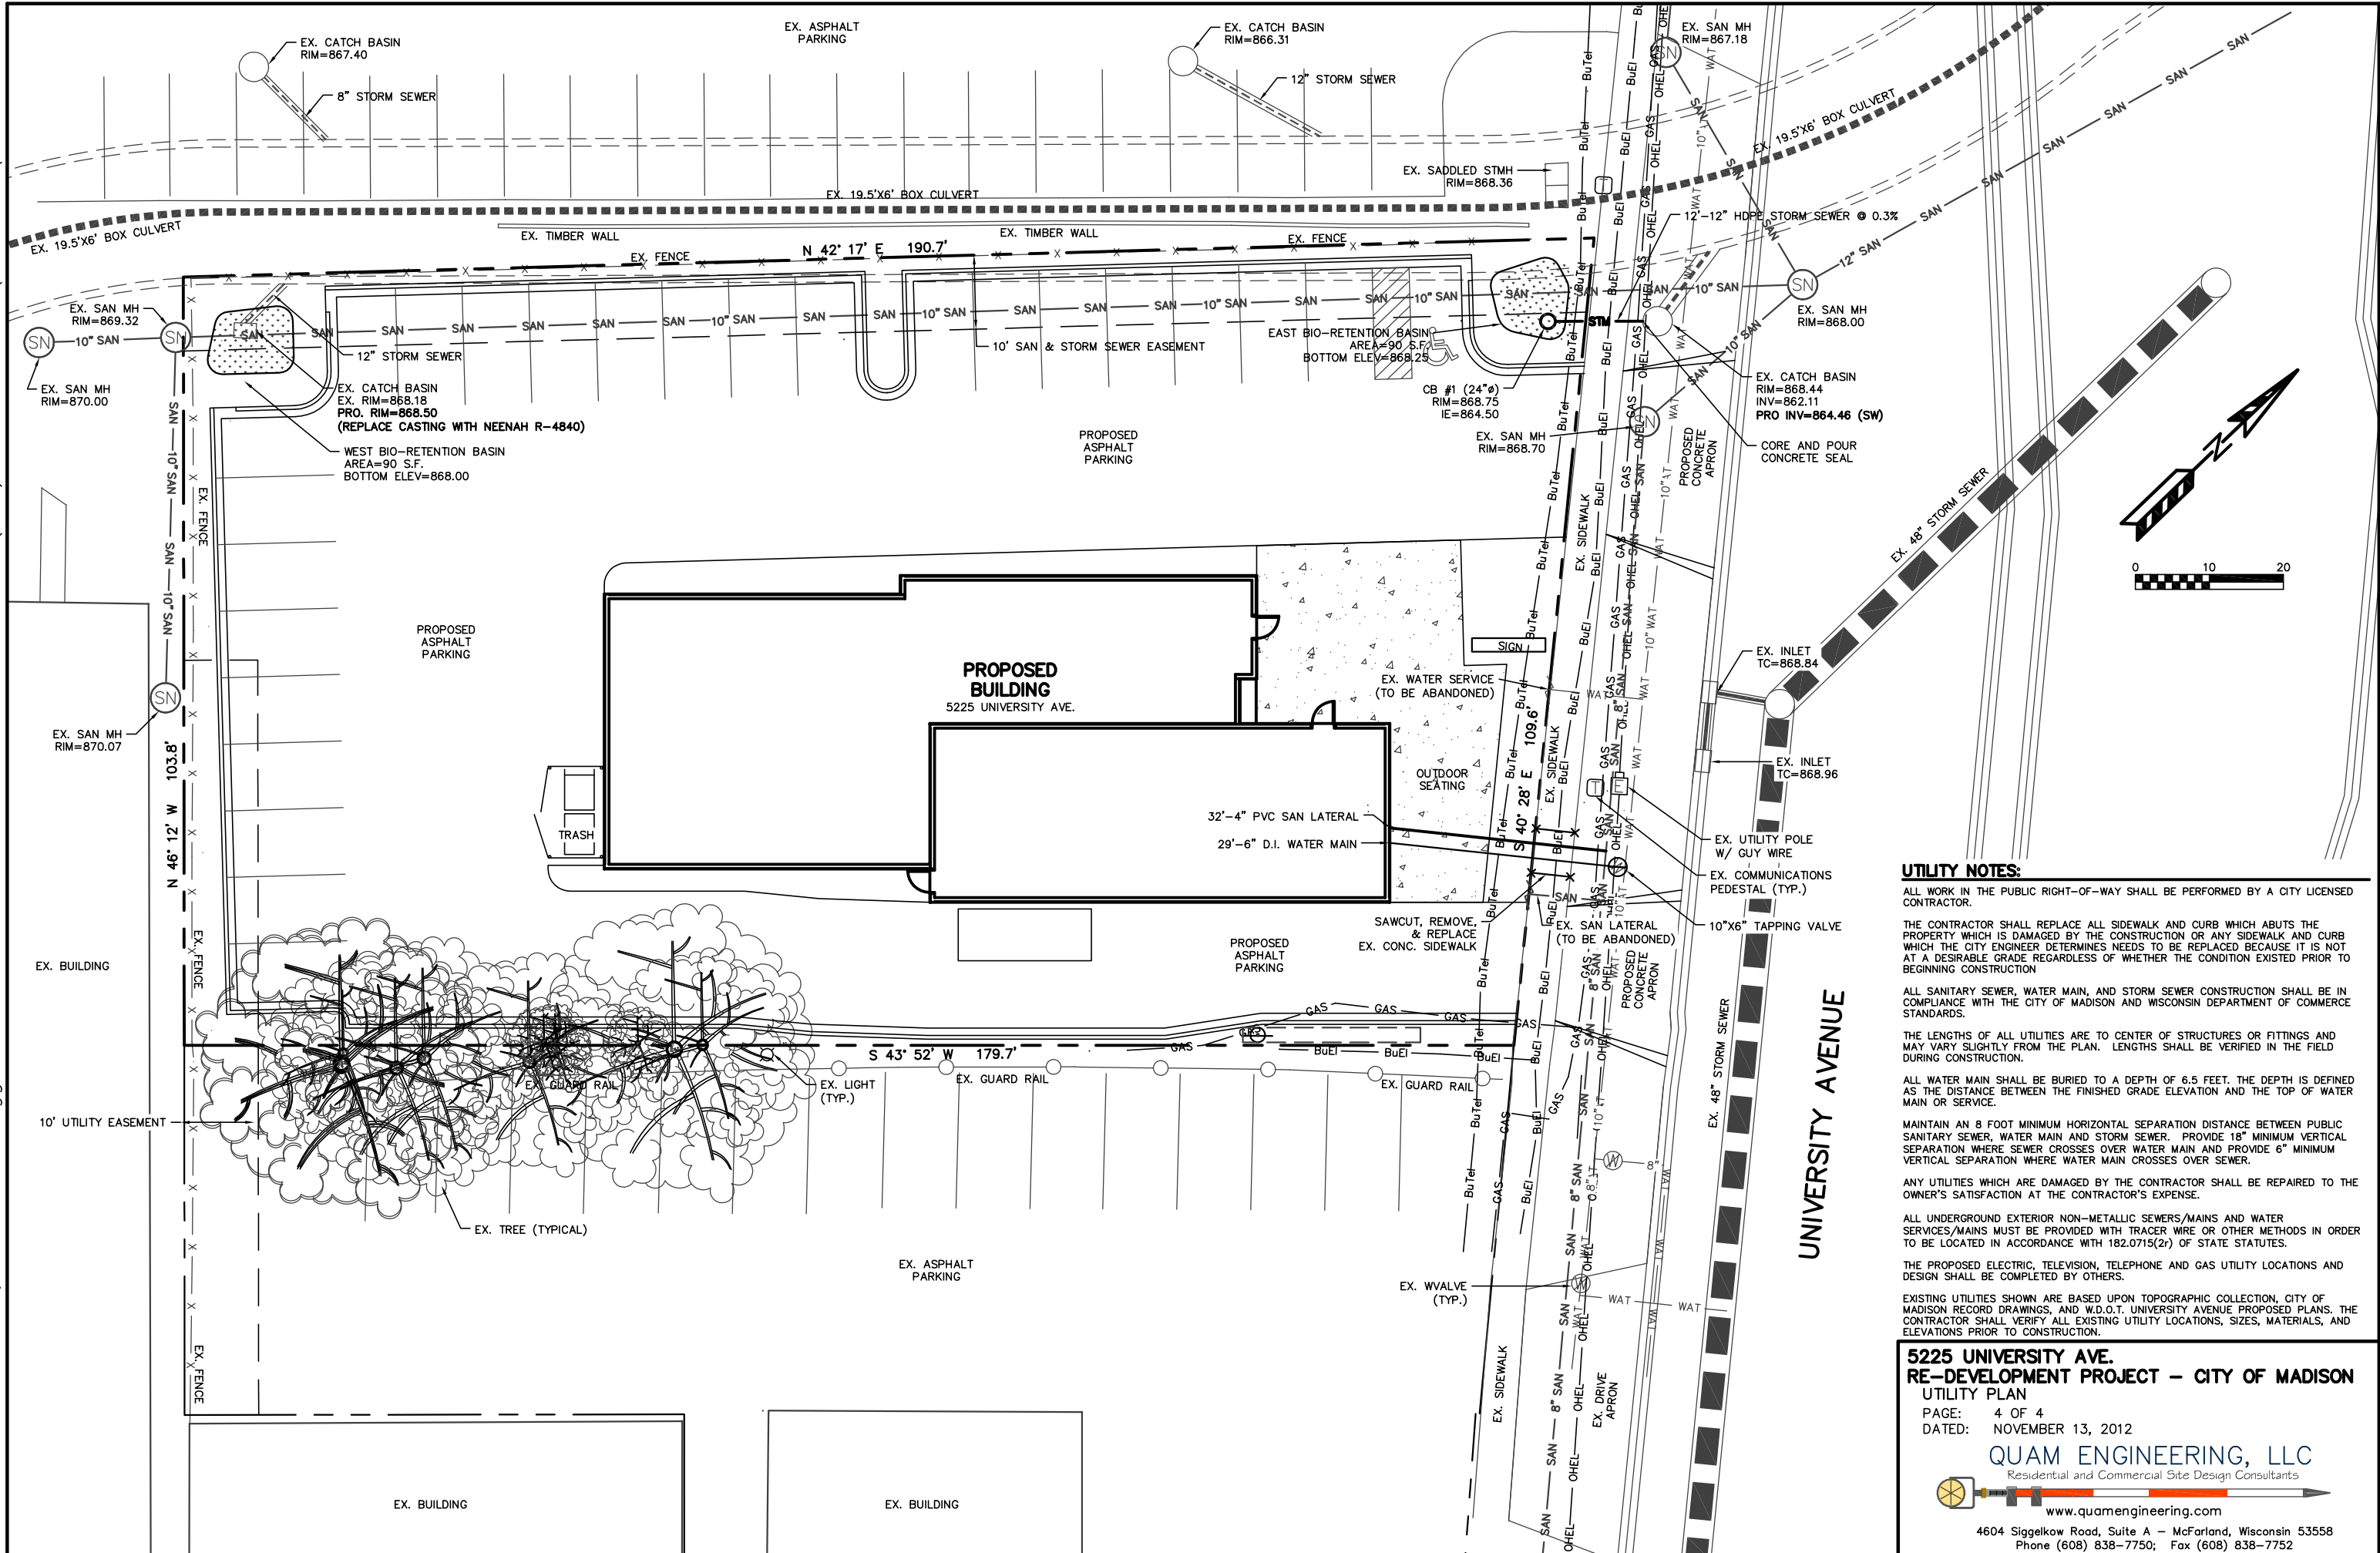 EX. CATCH BASIN
RIM=867.40
8" STORM SEWER
EX. ASPHALT
PARKING
EX. CATCH BASIN
RIM=866.31
12" STORM SEWER
EX. SAN MH
RIM=867.18
EX. SADDLED STMH
RIM=868.36
EX. 19.5'X6' BOX CULVERT
EX. 19.5'X6' BOX CULVERT
EX. 19.5'X6' BOX CULVERT
12'-12" HDPE STORM SEWER @ 0.3%
EX. TIMBER WALL
EX. TIMBER WALL
EX. FENCE
N 42° 17' E 190.7'
EX. FENCE
EX. SAN MH
RIM=869.32
EX. SAN MH
RIM=870.00
12" STORM SEWER
EX. CATCH BASIN
EX. RIM=868.18
PRO. RIM=868.50
(REPLACE CASTING WITH NEENAH R-4840)
WEST BIO-RETENTION BASIN
AREA=90 S.F.
BOTTOM ELEV=868.00
10' SAN & STORM SEWER EASEMENT
EAST BIO-RETENTION BASIN
AREA=90 S.F.
BOTTOM ELEV=868.25
CB #1 (24"ø)
RIM=868.75
IE=864.50
STM
EX. SAN MH
RIM=868.00
EX. CATCH BASIN
RIM=868.44
INV=862.11
PRO INV=864.46 (SW)
CORE AND POUR
CONCRETE SEAL
EX. SAN MH
RIM=868.70
PROPOSED
CONCRETE
APRON
PROPOSED
ASPHALT
PARKING
EX. FENCE
PROPOSED
ASPHALT
PARKING
EX. SIDEWALK
EX. 48" STORM SEWER
N
0 10 20
PROPOSED
BUILDING
5225 UNIVERSITY AVE.
SIGN
EX. WATER SERVICE
(TO BE ABANDONED)
EX. INLET
TC=868.84
EX. INLET
TC=868.96
EX. SAN MH
RIM=870.07
N 46° 12' W 103.8'
TRASH
OUTDOOR
SEATING
S 40° 28' E 109.6'
EX. SIDEWALK
32'-4" PVC SAN LATERAL
29'-6" D.I. WATER MAIN
EX. UTILITY POLE
W/ GUY WIRE
EX. COMMUNICATIONS
PEDESTAL (TYP.)
10"X6" TAPPING VALVE
SAWCUT, REMOVE,
& REPLACE
EX. CONC. SIDEWALK
EX. SAN LATERAL
(TO BE ABANDONED)
PROPOSED
ASPHALT
PARKING
PROPOSED
CONCRETE
APRON
EX. BUILDING
EX. FENCE
EX. GUARD RAIL
S 43° 52' W 179.7'
EX. GUARD RAIL
EX. GUARD RAIL
EX. LIGHT
(TYP.)
10' UTILITY EASEMENT
EX. TREE (TYPICAL)
EX. ASPHALT
PARKING
EX. WVALVE
(TYP.)
EX. FENCE
EX. SIDEWALK
EX. DRIVE
APRON
EX. 48" STORM SEWER
UNIVERSITY AVENUE
EX. BUILDING
EX. BUILDING
UTILITY NOTES:
ALL WORK IN THE PUBLIC RIGHT-OF-WAY SHALL BE PERFORMED BY A CITY LICENSED
CONTRACTOR.
THE CONTRACTOR SHALL REPLACE ALL SIDEWALK AND CURB WHICH ABUTS THE
PROPERTY WHICH IS DAMAGED BY THE CONSTRUCTION OR ANY SIDEWALK AND CURB
WHICH THE CITY ENGINEER DETERMINES NEEDS TO BE REPLACED BECAUSE IT IS NOT
AT A DESIRABLE GRADE REGARDLESS OF WHETHER THE CONDITION EXISTED PRIOR TO
BEGINNING CONSTRUCTION
ALL SANITARY SEWER, WATER MAIN, AND STORM SEWER CONSTRUCTION SHALL BE IN
COMPLIANCE WITH THE CITY OF MADISON AND WISCONSIN DEPARTMENT OF COMMERCE
STANDARDS.
THE LENGTHS OF ALL UTILITIES ARE TO CENTER OF STRUCTURES OR FITTINGS AND
MAY VARY SLIGHTLY FROM THE PLAN. LENGTHS SHALL BE VERIFIED IN THE FIELD
DURING CONSTRUCTION.
ALL WATER MAIN SHALL BE BURIED TO A DEPTH OF 6.5 FEET. THE DEPTH IS DEFINED
AS THE DISTANCE BETWEEN THE FINISHED GRADE ELEVATION AND THE TOP OF WATER
MAIN OR SERVICE.
MAINTAIN AN 8 FOOT MINIMUM HORIZONTAL SEPARATION DISTANCE BETWEEN PUBLIC
SANITARY SEWER, WATER MAIN AND STORM SEWER. PROVIDE 18" MINIMUM VERTICAL
SEPARATION WHERE SEWER CROSSES OVER WATER MAIN AND PROVIDE 6" MINIMUM
VERTICAL SEPARATION WHERE WATER MAIN CROSSES OVER SEWER.
ANY UTILITIES WHICH ARE DAMAGED BY THE CONTRACTOR SHALL BE REPAIRED TO THE
OWNER'S SATISFACTION AT THE CONTRACTOR'S EXPENSE.
ALL UNDERGROUND EXTERIOR NON-METALLIC SEWERS/MAINS AND WATER
SERVICES/MAINS MUST BE PROVIDED WITH TRACER WIRE OR OTHER METHODS IN ORDER
TO BE LOCATED IN ACCORDANCE WITH 182.0715(2r) OF STATE STATUTES.
THE PROPOSED ELECTRIC, TELEVISION, TELEPHONE AND GAS UTILITY LOCATIONS AND
DESIGN SHALL BE COMPLETED BY OTHERS.
EXISTING UTILITIES SHOWN ARE BASED UPON TOPOGRAPHIC COLLECTION, CITY OF
MADISON RECORD DRAWINGS, AND W.D.O.T. UNIVERSITY AVENUE PROPOSED PLANS. THE
CONTRACTOR SHALL VERIFY ALL EXISTING UTILITY LOCATIONS, SIZES, MATERIALS, AND
ELEVATIONS PRIOR TO CONSTRUCTION.
5225 UNIVERSITY AVE.
RE-DEVELOPMENT PROJECT - CITY OF MADISON
UTILITY PLAN
PAGE: 4 OF 4
DATED: NOVEMBER 13, 2012
QUAM ENGINEERING, LLC
Residential and Commercial Site Design Consultants
www.quamengineering.com
4604 Siggelkow Road, Suite A - McFarland, Wisconsin 53558
Phone (608) 838-7750; Fax (608) 838-7752